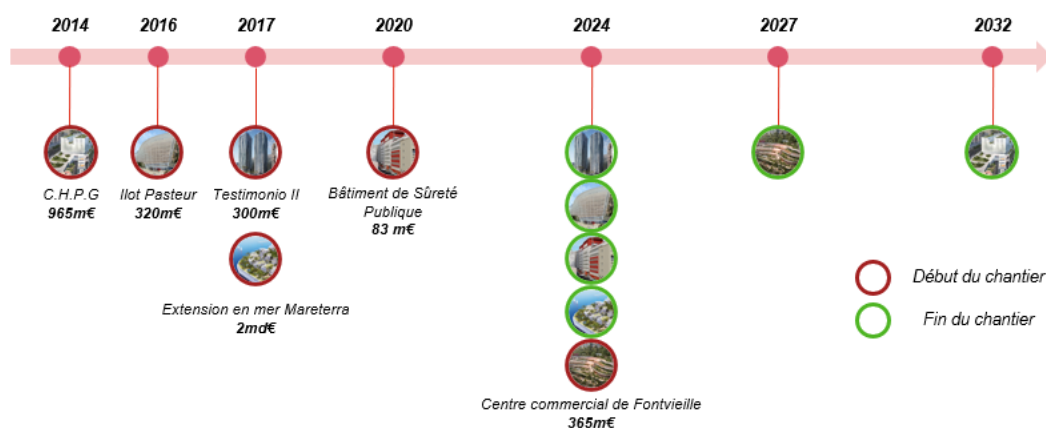 2014
2016
2017
2020
2024
2027
2032
C.H.P.G
965m€
Ilot Pasteur
320m€
Testimonio II
300m€
Bâtiment de Sûreté
Publique
83 m€
Extension en mer Mareterra
2md€
Début du chantier
Fin du chantier
Centre commercial de Fontvieille
365m€